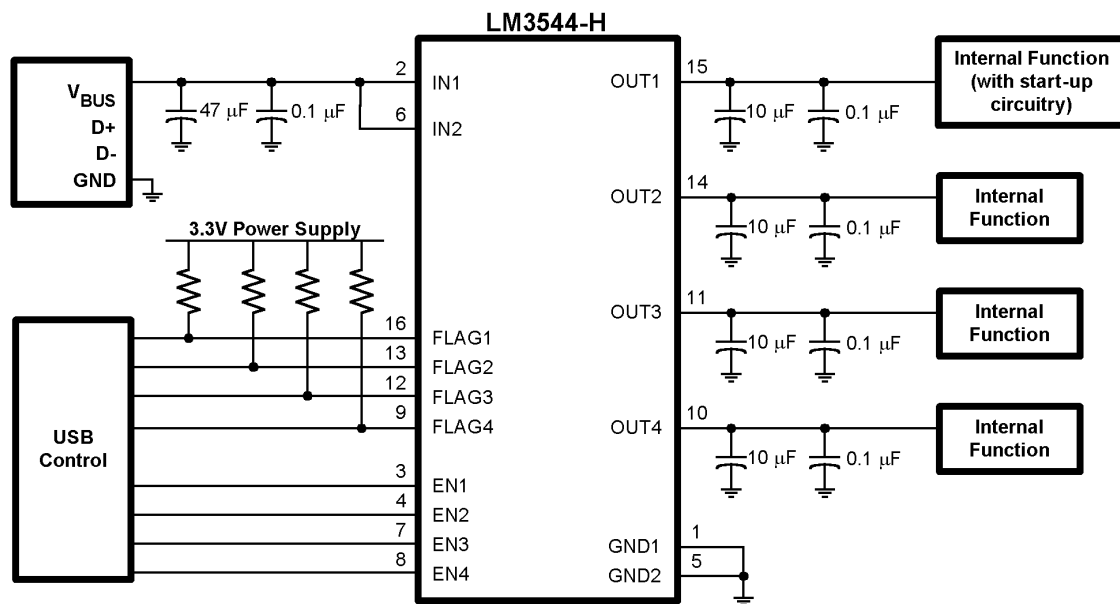 LM3544-H
VBUS
D+
D-
GND
47 μF
0.1 μF
2
IN1
6
IN2
3.3V Power Supply
USB
Control
16
FLAG1
13
FLAG2
12
FLAG3
9
FLAG4
3
EN1
4
EN2
7
EN3
8
EN4
OUT1
15
10 μF
0.1 μF
Internal Function
(with start-up
circuitry)
OUT2
14
10 μF
0.1 μF
Internal
Function
OUT3
11
10 μF
0.1 μF
Internal
Function
OUT4
10
10 μF
0.1 μF
Internal
Function
GND1
1
GND2
5